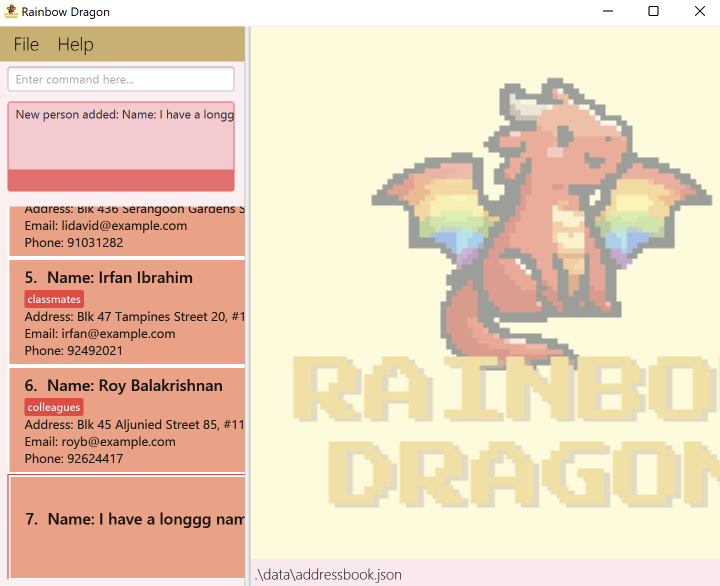 Rainbow Dragon
File Help
Enter command here...
New person added: Name: I have a longg
Address: Blk 436 Serangoon Gardens S
Email: lidavid@example.com
Phone: 91031282
5. Name: Irfan Ibrahim
classmates
Address: Blk 47 Tampines Street 20, #1
Email: irfan@example.com
Phone: 92492021
6. Name: Roy Balakrishnan
colleagues
Address: Blk 45 Aljunied Street 85, #11
Email: royb@example.com
Phone: 92624417
7. Name: I have a longgg nam
RAINBO
DRAGON
.\data\addressbook.json